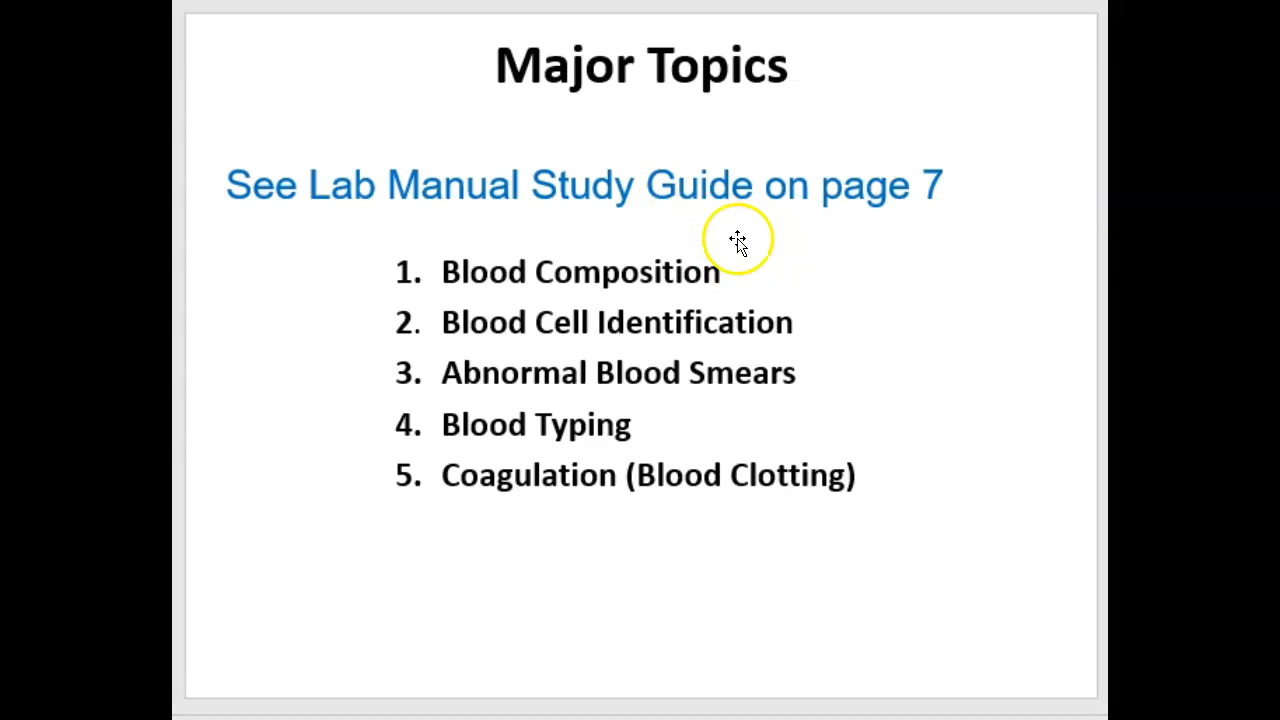 Major Topics
See Lab Manual Study Guide on page 7
1. Blood Composition
2. Blood Cell Identification
3. Abnormal Blood Smears
4. Blood Typing
5. Coagulation (Blood Clotting)